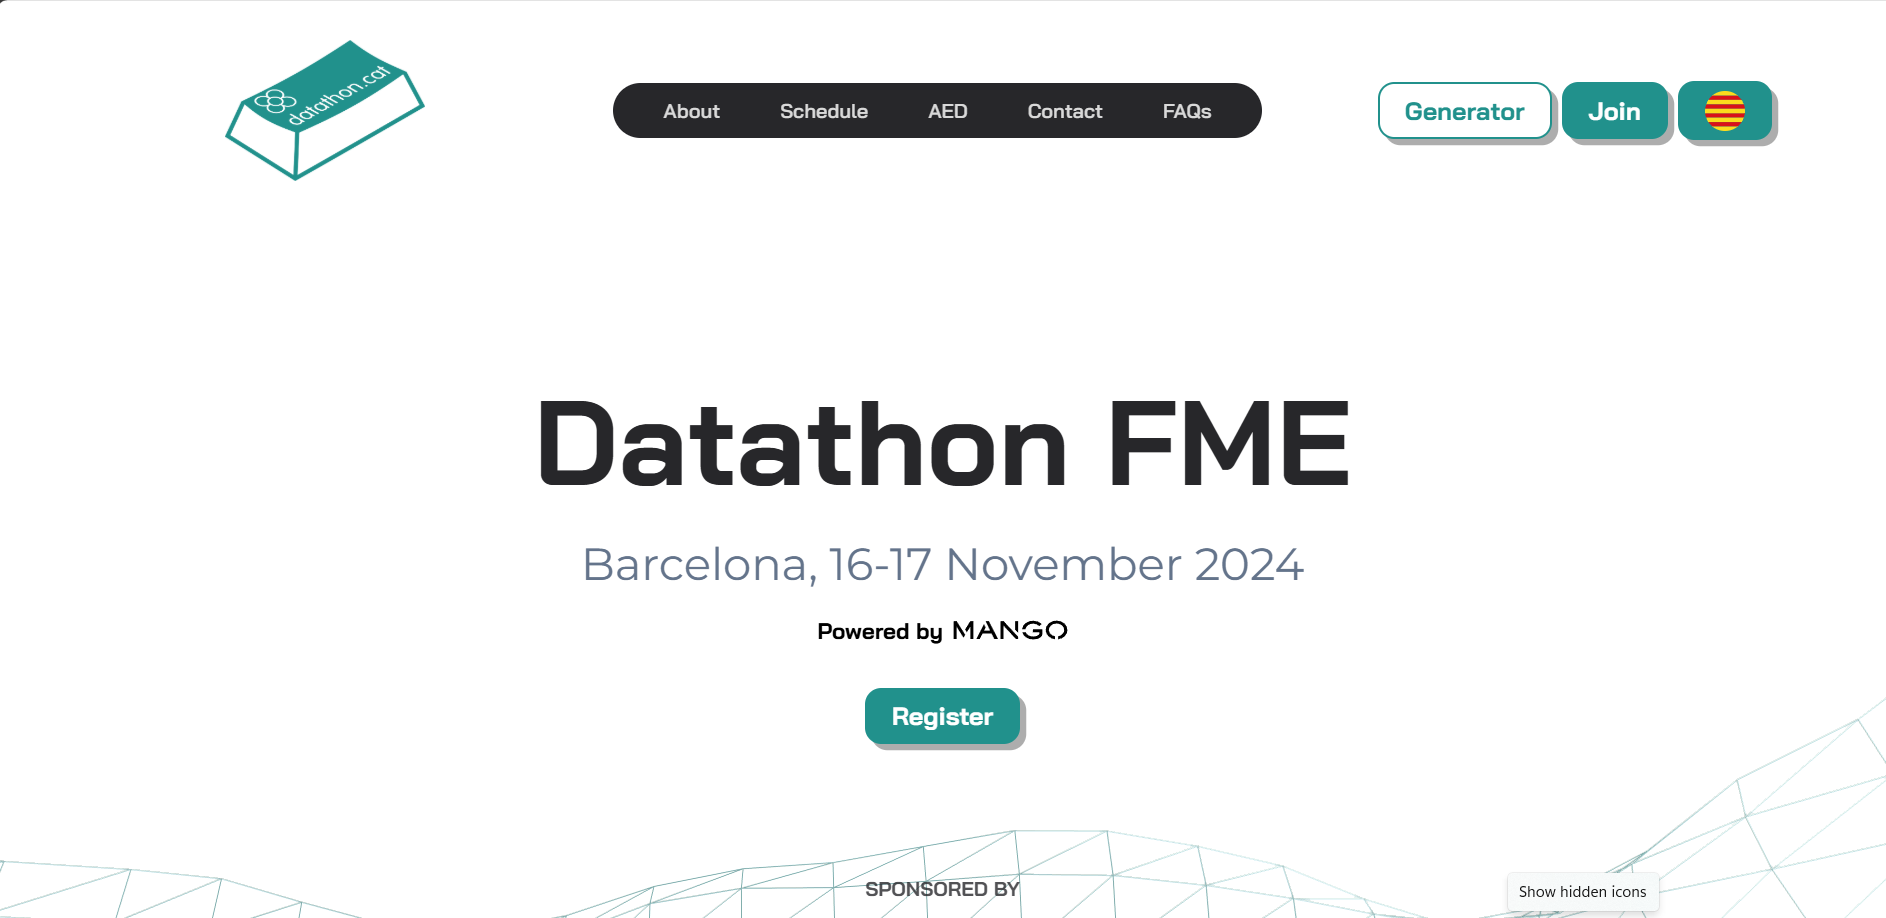 datathon.cat
About Schedule AED Contact FAQs
Generator Join
Datathon FME
Barcelona, 16-17 November 2024
Powered by MANGO
Register
SPONSORED BY
Show hidden icons